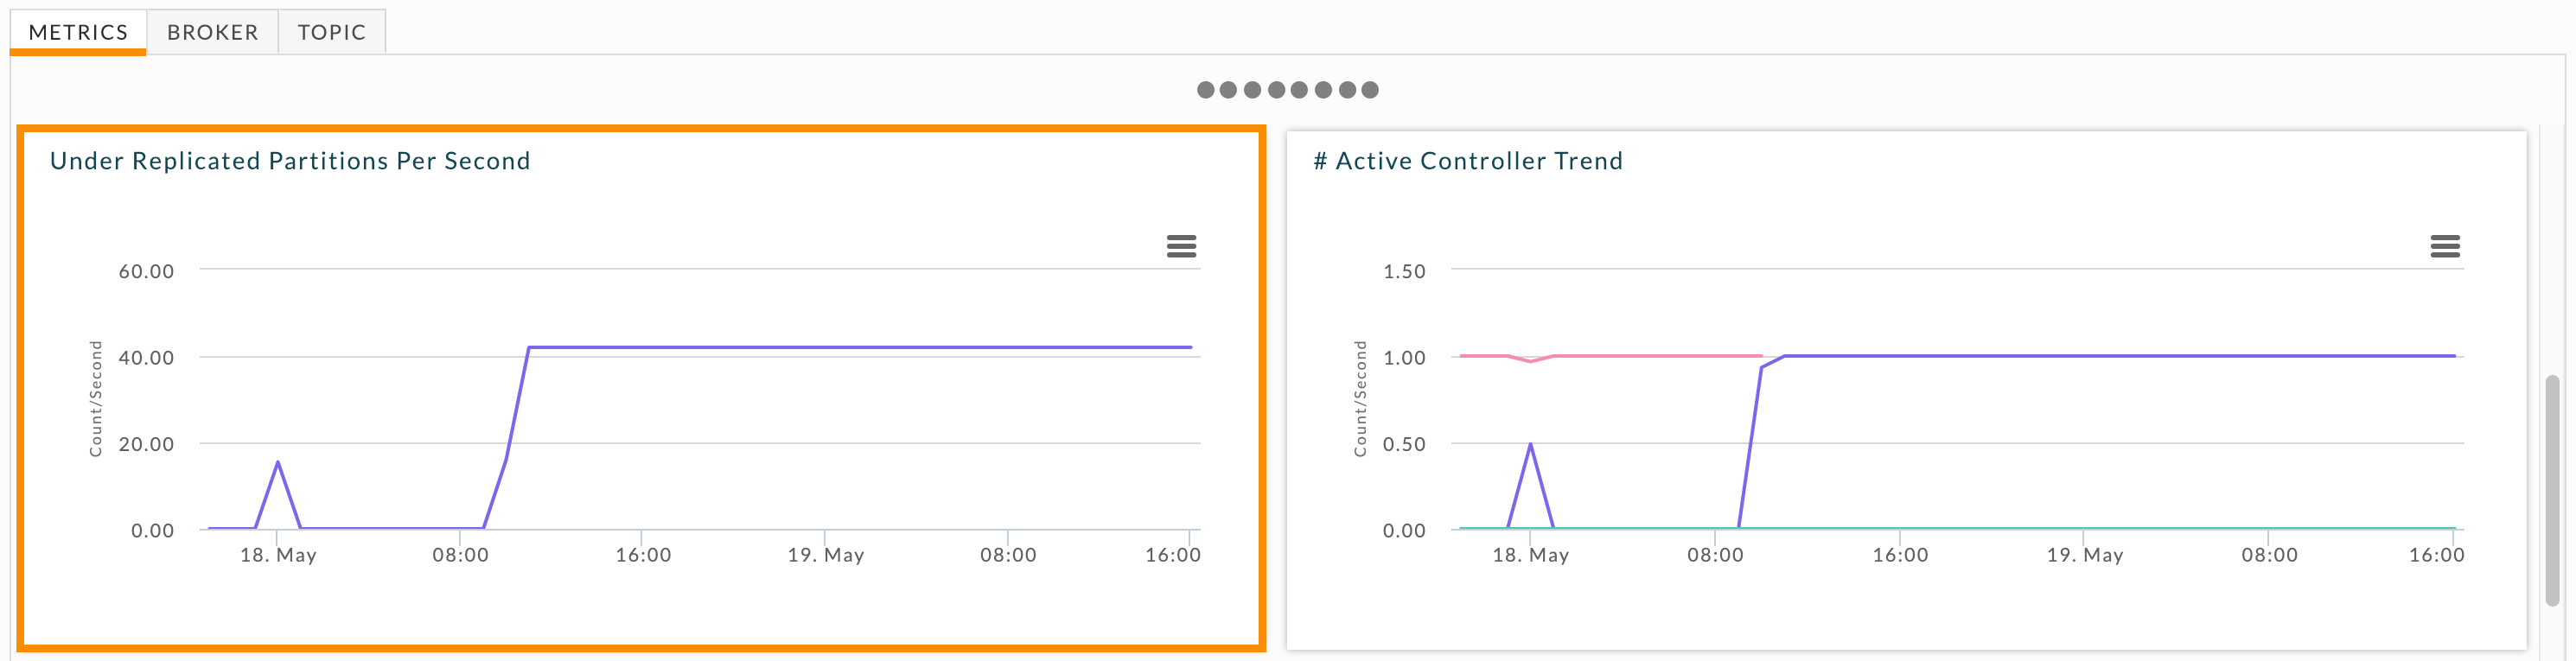 METRICS BROKER TOPIC
Under Replicated Partitions Per Second
60.00
40.00
20.00
0.00
Count/Second
18. May 08:00 16:00 19. May 08:00 16:00
# Active Controller Trend
1.50
1.00
0.50
0.00
Count/Second
18. May 08:00 16:00 19. May 08:00 16:00